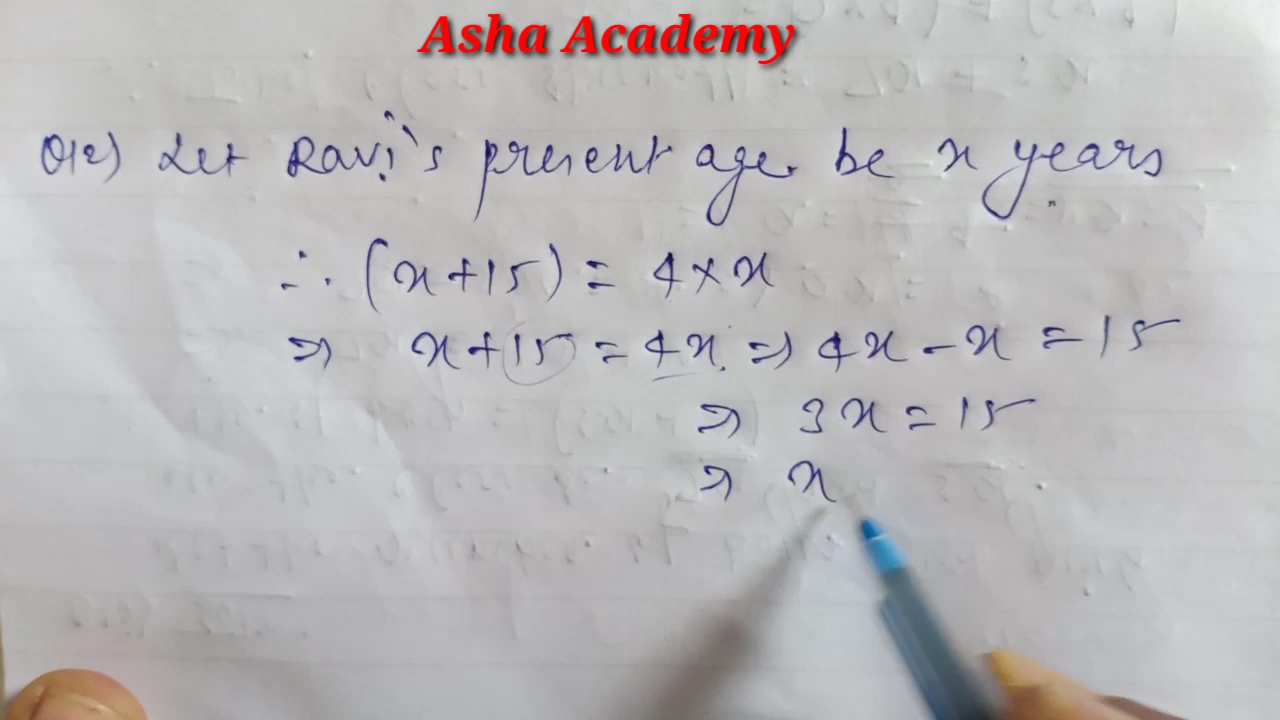 Asha Academy
Q12) Let Ravi's present age be x years
∴ (x+15) = 4×x
⇒ x+15 = 4x ⇒ 4x-x = 15
⇒ 3x = 15
⇒ x